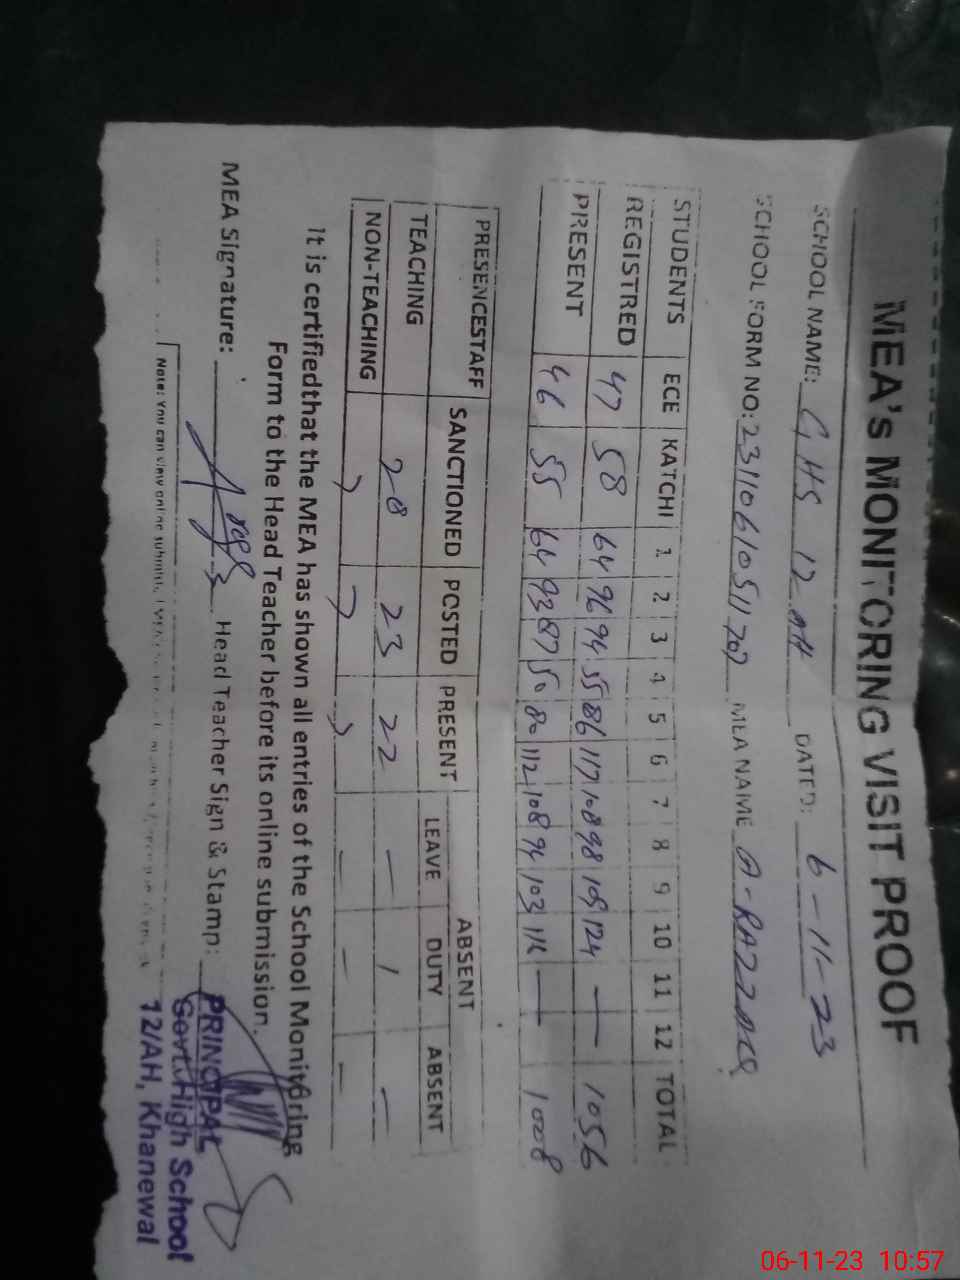 MEA's MONITORING VISIT PROOF
SCHOOL NAME: GHS 12 AH DATED: 6-11-23
SCHOOL FORM NO: MEA NAME A-RAZZAQ
STUDENTS ECE KATCHI 1 2 3 4 5 6 7 8 9 10 11 12 TOTAL
REGISTRED 47 58 64 96 94 55 86 117 108 98 109 124 — 1056
PRESENT 46 55 64 93 87 50 80 112 108 94 103 116 — 1008
PRESENCESTAFF SANCTIONED POSTED PRESENT ABSENT
LEAVE DUTY ABSENT
TEACHING 28 23 22 — 1 —
NON-TEACHING — — —
It is certifiedthat the MEA has shown all entries of the School Monitoring
Form to the Head Teacher before its online submission.
MEA Signature: Head Teacher Sign & Stamp:
PRINCIPAL
Govt. High School
12/AH, Khanewal
Note: You can view online
06-11-23 10:57